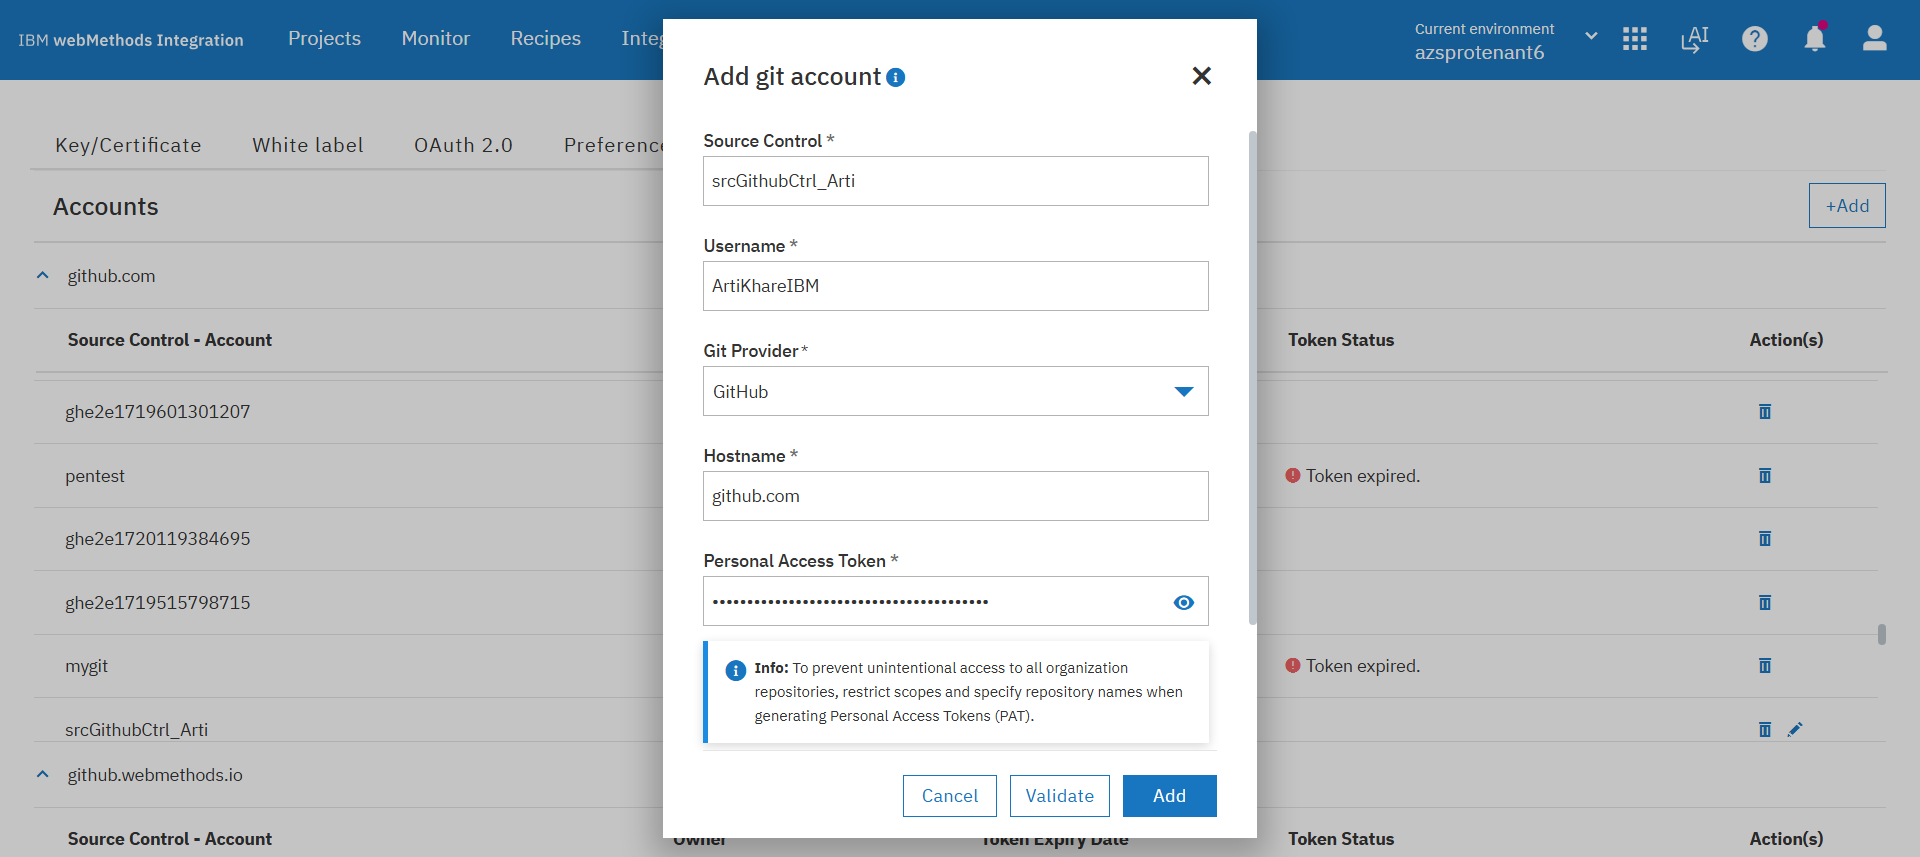 IBM webMethods Integration
Projects
Monitor
Recipes
Current environment
azsprotenant6
AI
Key/Certificate
White label
OAuth 2.0
Accounts
+Add
github.com
Source Control - Account
Token Status
Action(s)
ghe2e1719601301207
pentest
Token expired.
ghe2e1720119384695
ghe2e1719515798715
mygit
Token expired.
srcGithubCtrl_Arti
github.webmethods.io
Source Control - Account
Owner
Token Expiry Date
Token Status
Action(s)
Add git account
Source Control *
srcGithubCtrl_Arti
Username *
ArtiKhareIBM
Git Provider*
GitHub
Hostname *
github.com
Personal Access Token *
Info: To prevent unintentional access to all organization
repositories, restrict scopes and specify repository names when
generating Personal Access Tokens (PAT).
Cancel
Validate
Add